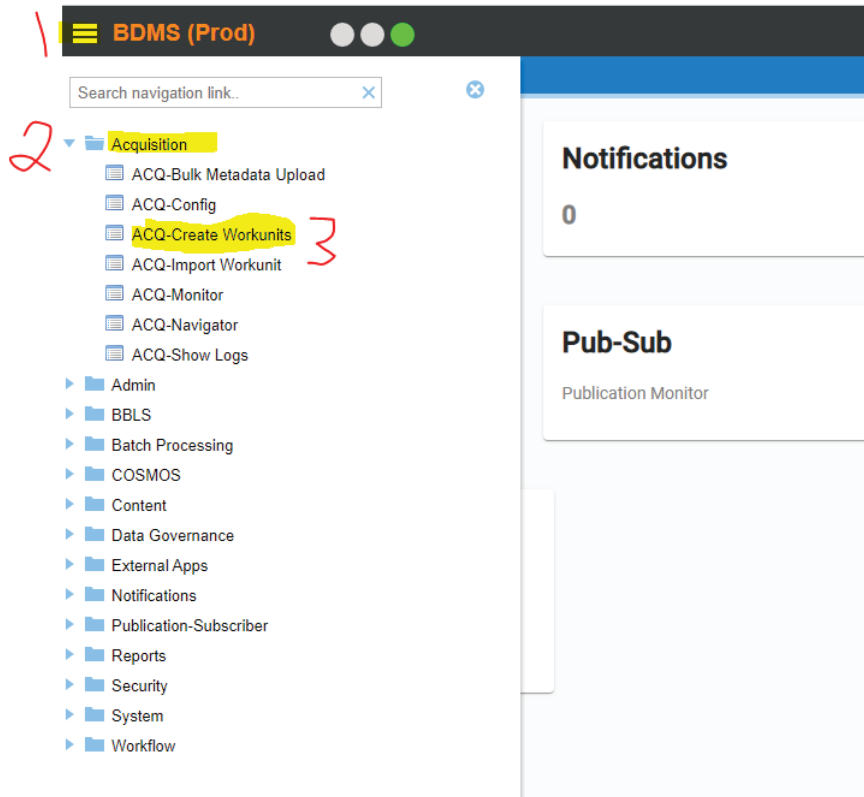 1
BDMS (Prod)
Search navigation link..
2
Acquisition
ACQ-Bulk Metadata Upload
ACQ-Config
ACQ-Create Workunits
3
ACQ-Import Workunit
ACQ-Monitor
ACQ-Navigator
ACQ-Show Logs
Admin
BBLS
Batch Processing
COSMOS
Content
Data Governance
External Apps
Notifications
Publication-Subscriber
Reports
Security
System
Workflow
Notifications
0
Pub-Sub
Publication Monitor